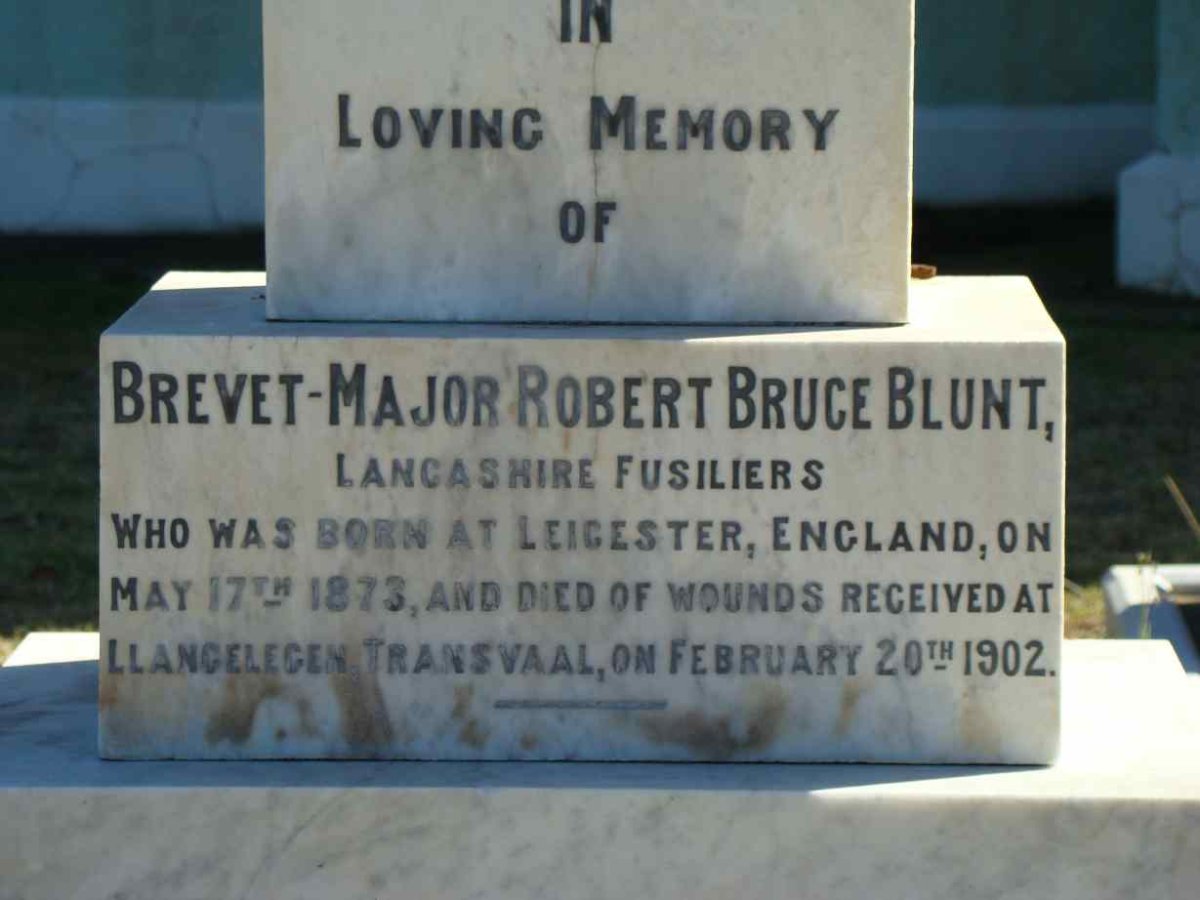 IN
LOVING MEMORY
OF
BREVET-MAJOR ROBERT BRUCE BLUNT,
LANCASHIRE FUSILIERS
WHO WAS BORN AT LEICESTER, ENGLAND, ON
MAY 17TH 1873, AND DIED OF WOUNDS RECEIVED AT
LLANGELEGEN, TRANSVAAL, ON FEBRUARY 20TH 1902.